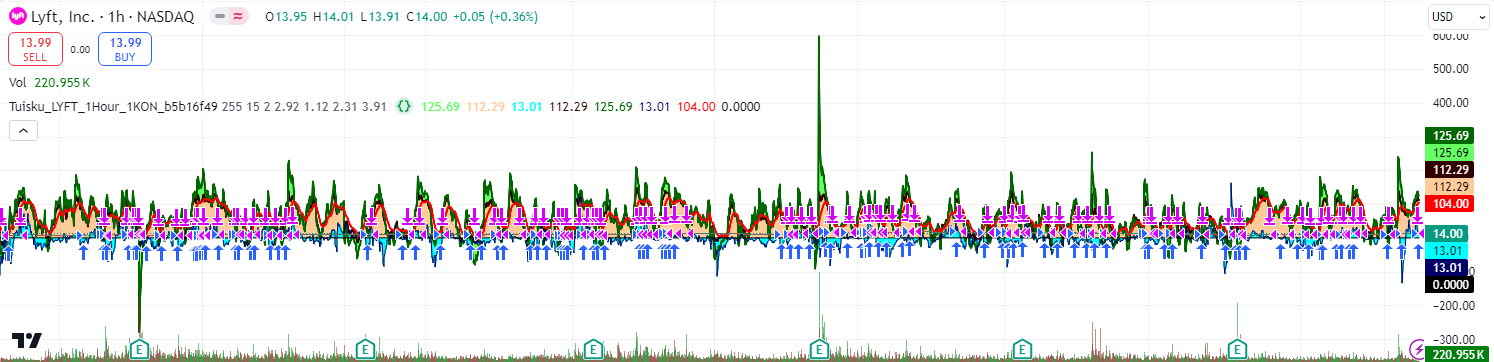 Lyft, Inc. · 1h · NASDAQ O13.95 H14.01 L13.91 C14.00 +0.05 (+0.36%)
USD
13.99 0.00 13.99
SELL BUY
Vol 220.955K
Tuisku_LYFT_1Hour_1KON_b5b16f49 255 15 2 2.92 1.12 2.31 3.91 {} 125.69 112.29 13.01 112.29 125.69 13.01 104.00 0.0000
600.00
500.00
400.00
125.69
125.69
112.29
112.29
104.00
14.00
13.01
13.01
0.0000
−200.00
−300.00
220.955K
E E E E E E